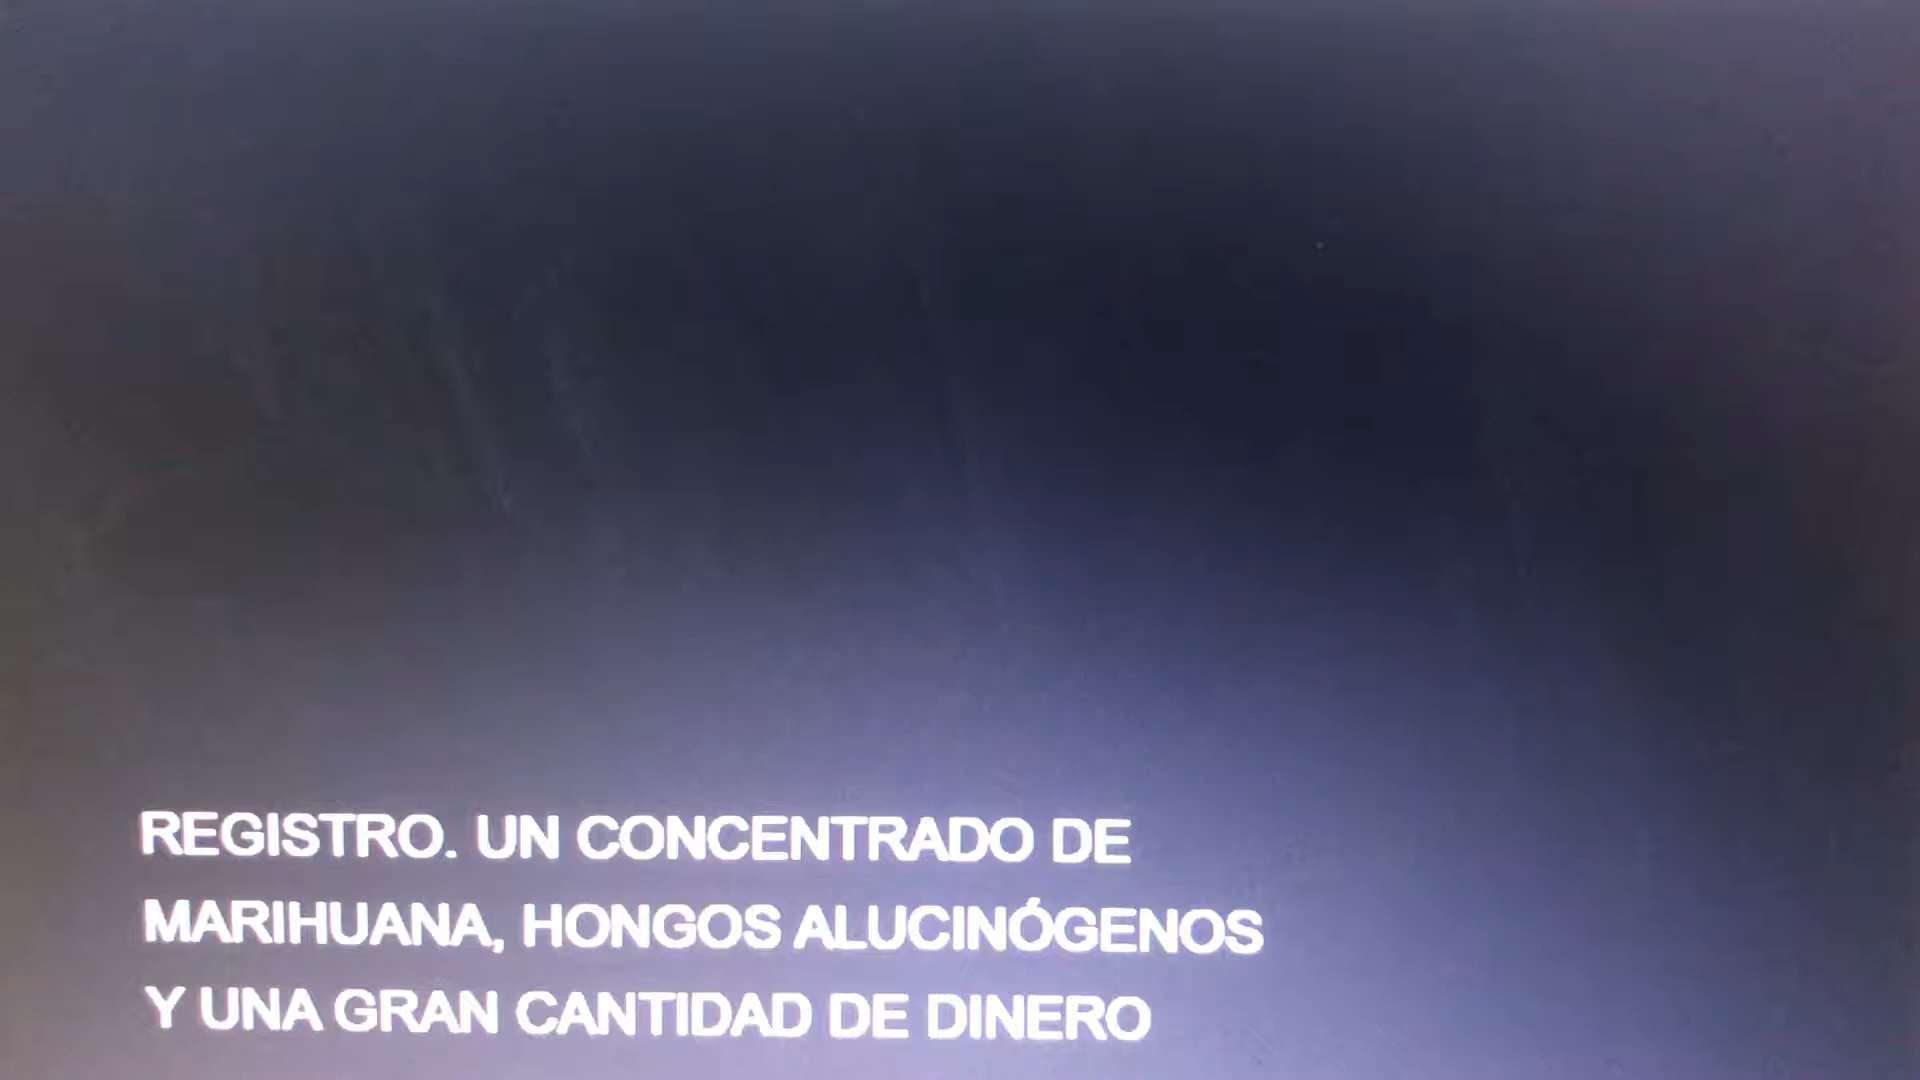 REGISTRO. UN CONCENTRADO DE
MARIHUANA, HONGOS ALUCINÓGENOS
Y UNA GRAN CANTIDAD DE DINERO